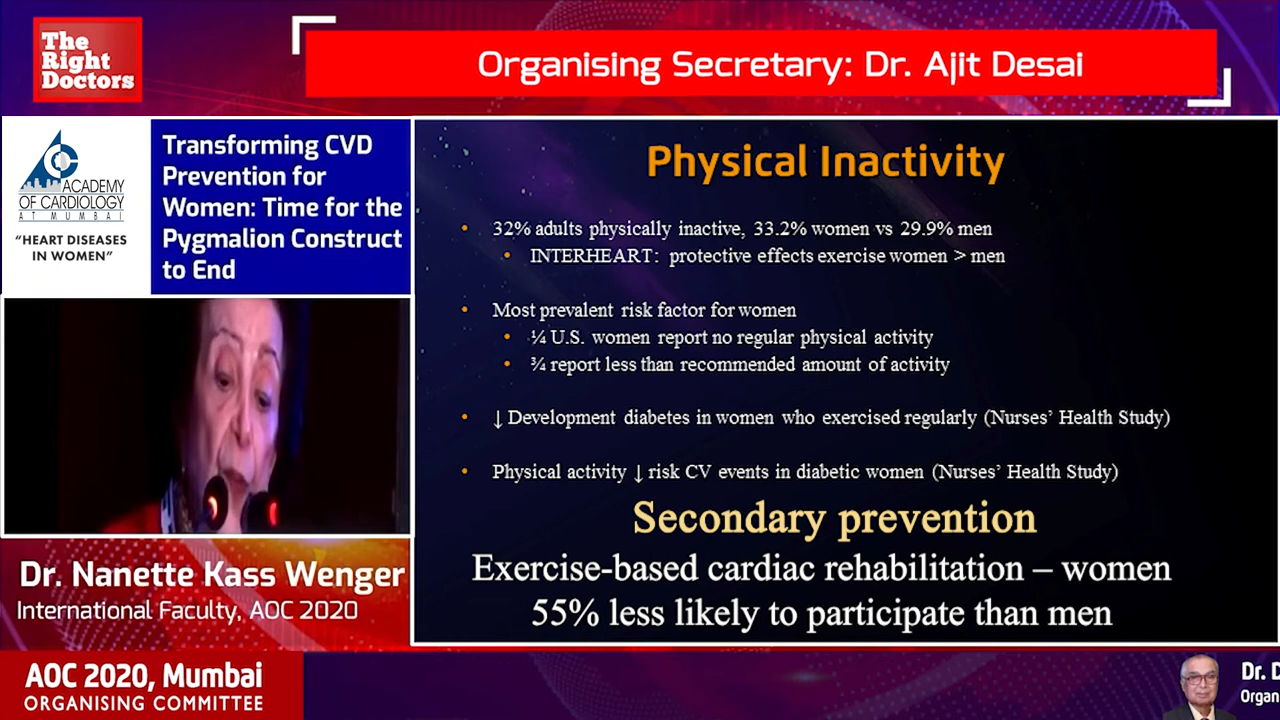 The
Right
Doctors
Organising Secretary: Dr. Ajit Desai
ACADEMY
OF CARDIOLOGY
AT MUMBAI
“HEART DISEASES
IN WOMEN”
Transforming CVD
Prevention for
Women: Time for the
Pygmalion Construct
to End
Physical Inactivity
• 32% adults physically inactive, 33.2% women vs 29.9% men
• INTERHEART: protective effects exercise women > men
• Most prevalent risk factor for women
• ¼ U.S. women report no regular physical activity
• ¾ report less than recommended amount of activity
• ↓ Development diabetes in women who exercised regularly (Nurses’ Health Study)
• Physical activity ↓ risk CV events in diabetic women (Nurses’ Health Study)
Secondary prevention
Exercise-based cardiac rehabilitation – women
55% less likely to participate than men
Dr. Nanette Kass Wenger
International Faculty, AOC 2020
AOC 2020, Mumbai
ORGANISING COMMITTEE
Dr.